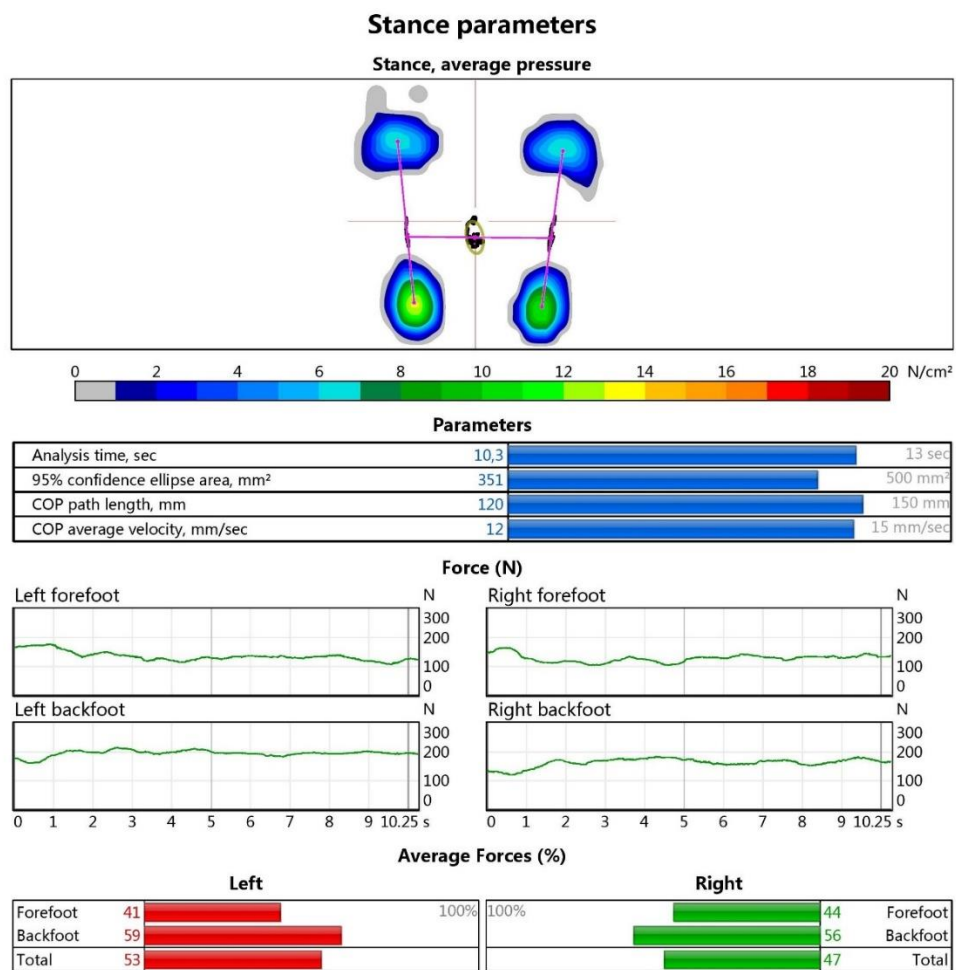 Stance parameters
Stance, average pressure
0 2 4 6 8 10 12 14 16 18 20 N/cm²
Parameters
Analysis time, sec 10,3 13 sec
95% confidence ellipse area, mm² 351 500 mm²
COP path length, mm 120 150 mm
COP average velocity, mm/sec 12 15 mm/sec
Force (N)
Left forefoot N Right forefoot N
300 300
200 200
100 100
0 0
Left backfoot N Right backfoot N
300 300
200 200
100 100
0 0
0 1 2 3 4 5 6 7 8 9 10.25 s 0 1 2 3 4 5 6 7 8 9 10.25 s
Average Forces (%)
Left Right
Forefoot 41 100% 100% 44 Forefoot
Backfoot 59 56 Backfoot
Total 53 47 Total